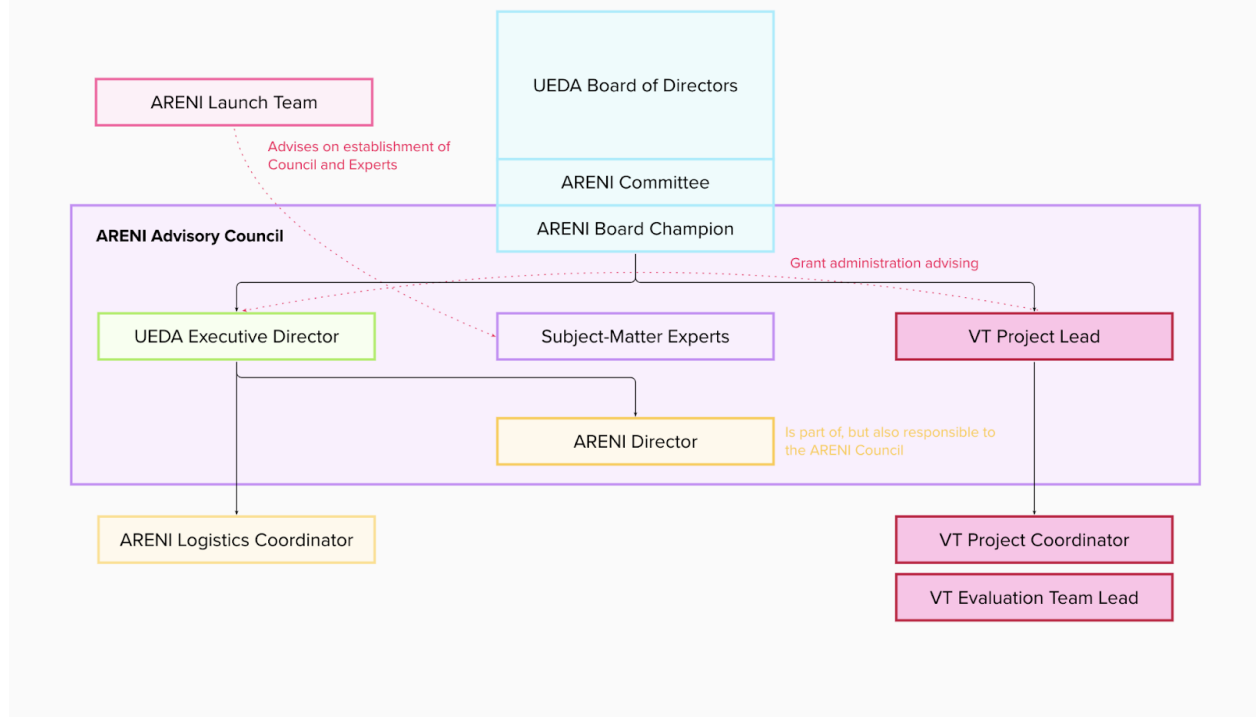 UEDA Board of Directors
ARENI Launch Team
Advises on establishment of
Council and Experts
ARENI Committee
ARENI Advisory Council
ARENI Board Champion
Grant administration advising
UEDA Executive Director
Subject-Matter Experts
VT Project Lead
ARENI Director
Is part of, but also responsible to
the ARENI Council
ARENI Logistics Coordinator
VT Project Coordinator
VT Evaluation Team Lead